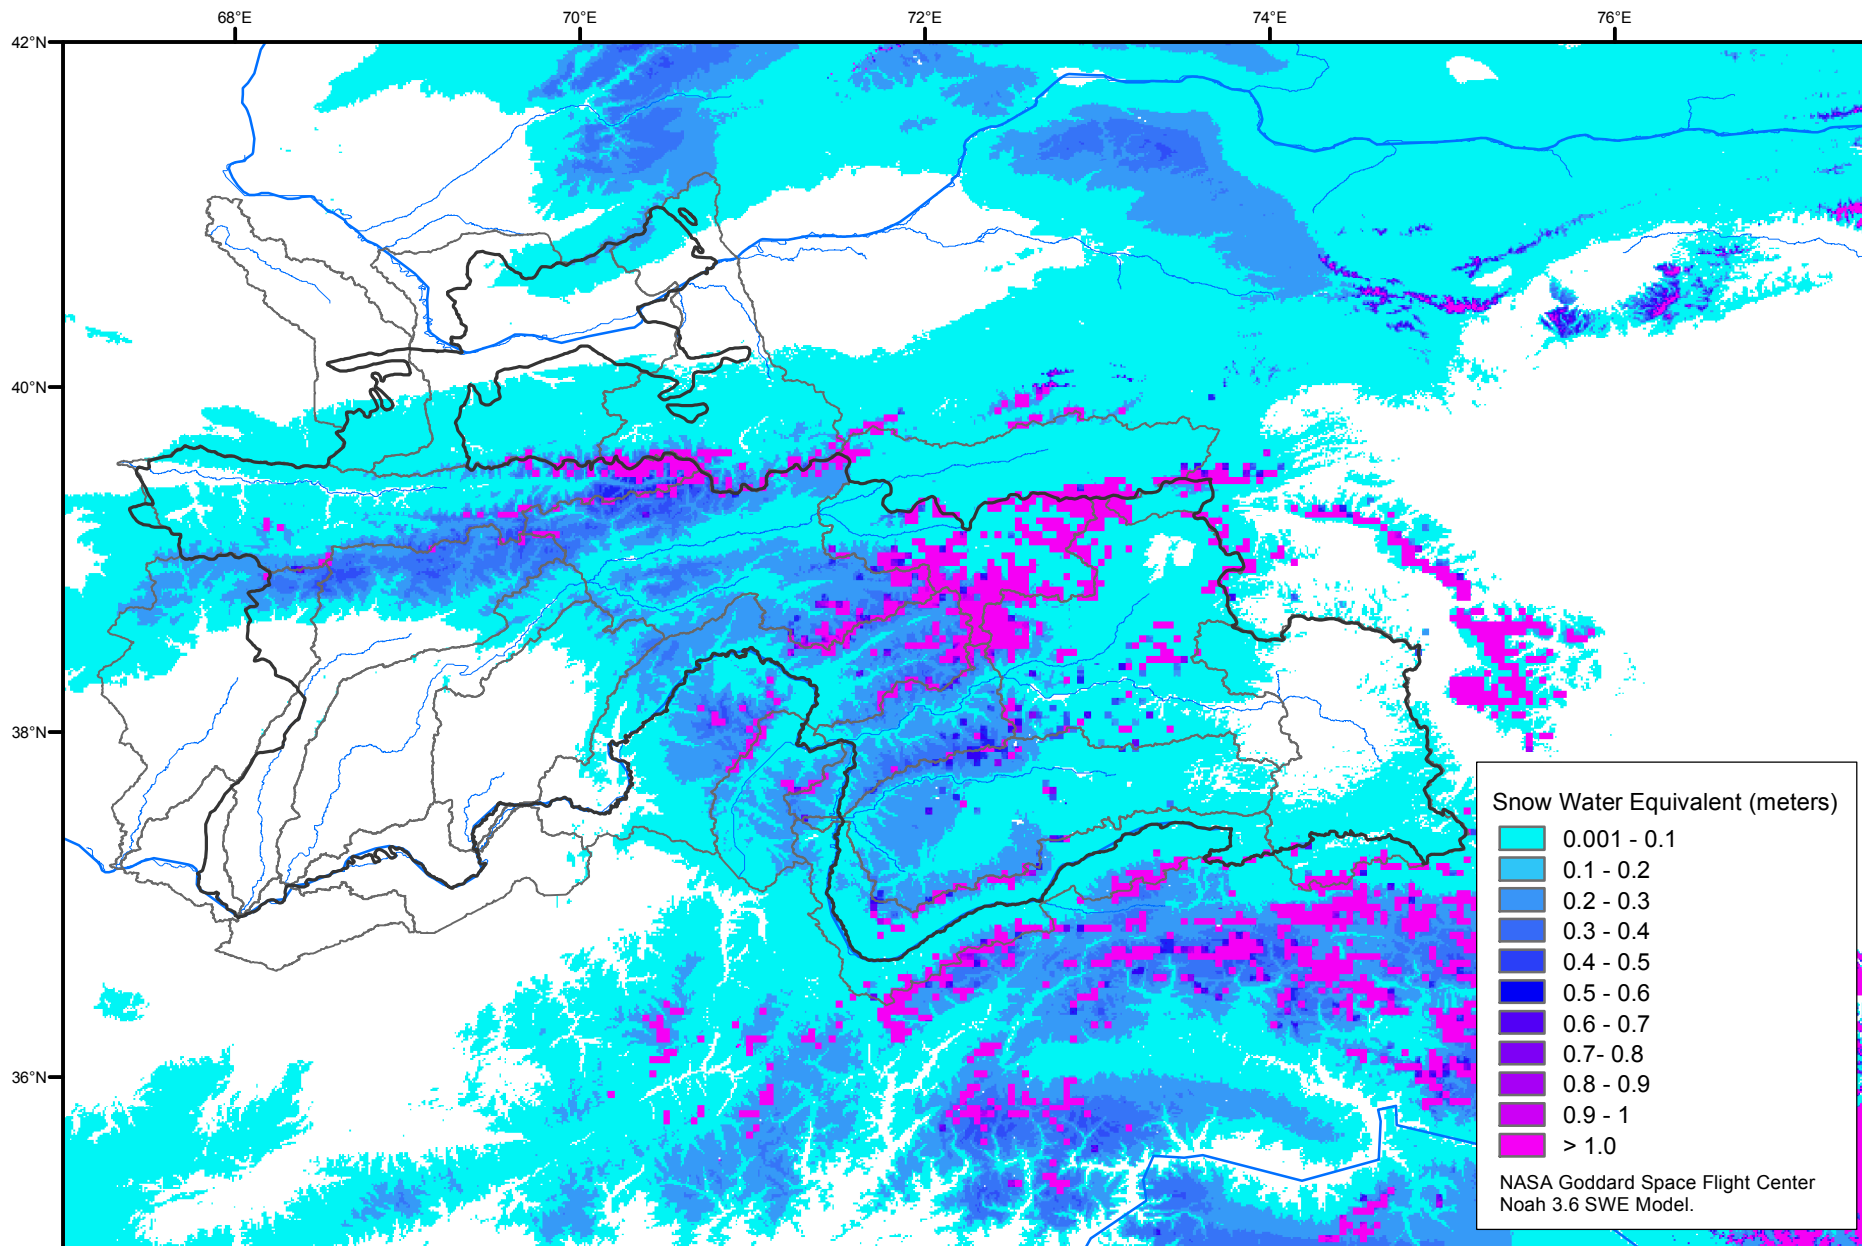 68°E 70°E 72°E 74°E 76°E
42°N
40°N
38°N
36°N
Snow Water Equivalent (meters)
0.001 - 0.1
0.1 - 0.2
0.2 - 0.3
0.3 - 0.4
0.4 - 0.5
0.5 - 0.6
0.6 - 0.7
0.7- 0.8
0.8 - 0.9
0.9 - 1
> 1.0
NASA Goddard Space Flight Center
Noah 3.6 SWE Model.